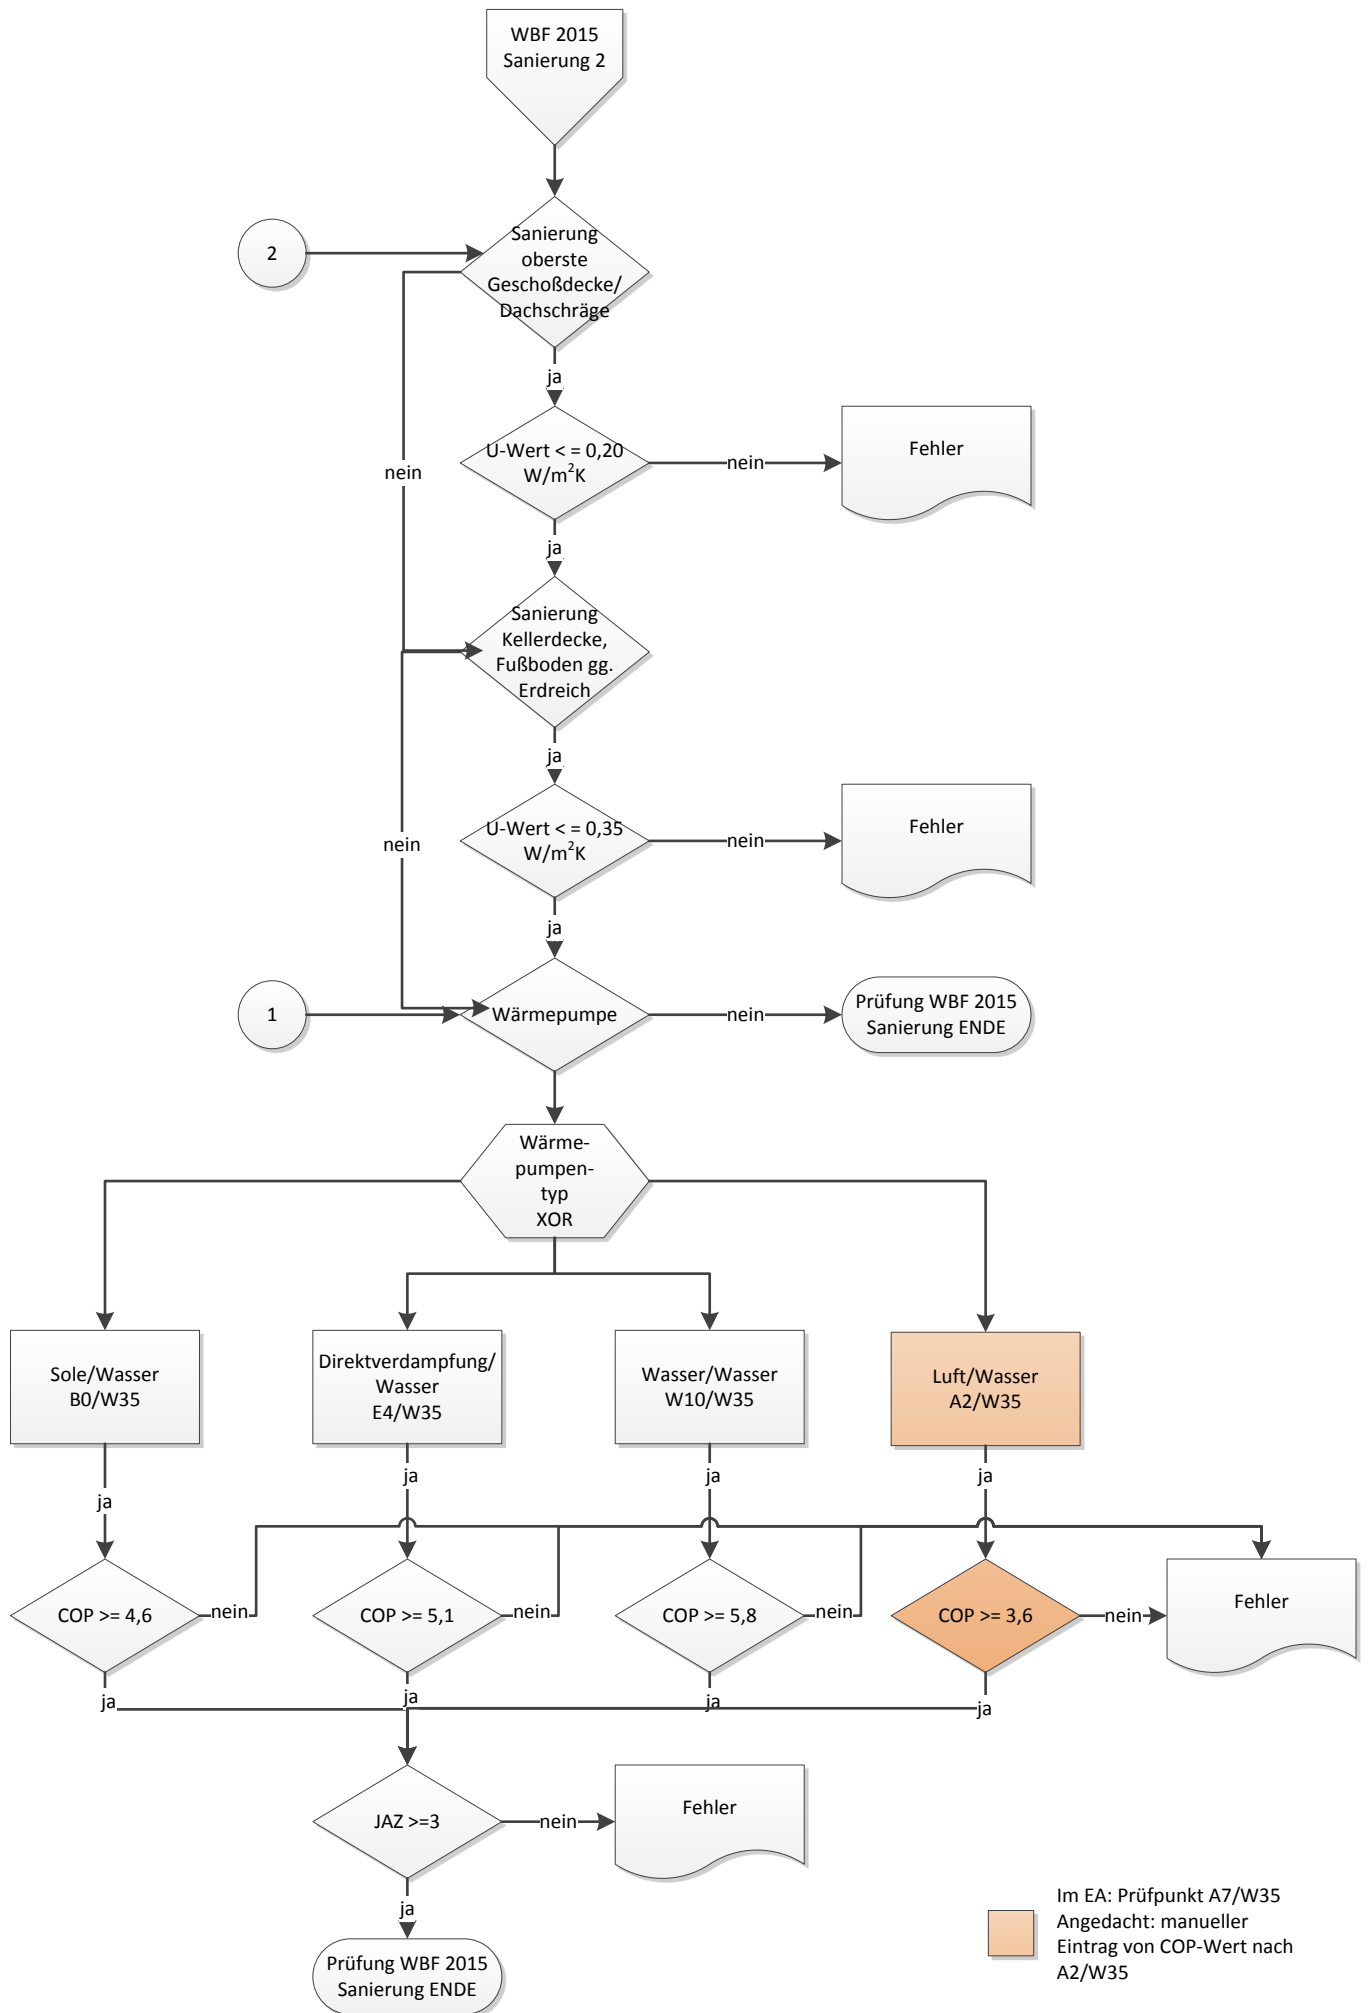 WBF 2015
Sanierung 2
2
Sanierung
oberste
Geschoßdecke/
Dachschräge
ja
nein
U-Wert < = 0,20
W/m²K
nein
Fehler
ja
Sanierung
Kellerdecke,
Fußboden gg.
Erdreich
ja
nein
U-Wert < = 0,35
W/m²K
nein
Fehler
ja
1
Wärmepumpe
nein
Prüfung WBF 2015
Sanierung ENDE
Wärme-
pumpen-
typ
XOR
Sole/Wasser
B0/W35
Direktverdampfung/
Wasser
E4/W35
Wasser/Wasser
W10/W35
Luft/Wasser
A2/W35
ja
ja
ja
ja
COP >= 4,6
nein
COP >= 5,1
nein
COP >= 5,8
nein
COP >= 3,6
nein
Fehler
ja
ja
ja
ja
JAZ >=3
nein
Fehler
ja
Prüfung WBF 2015
Sanierung ENDE
Im EA: Prüfpunkt A7/W35
Angedacht: manueller
Eintrag von COP-Wert nach
A2/W35